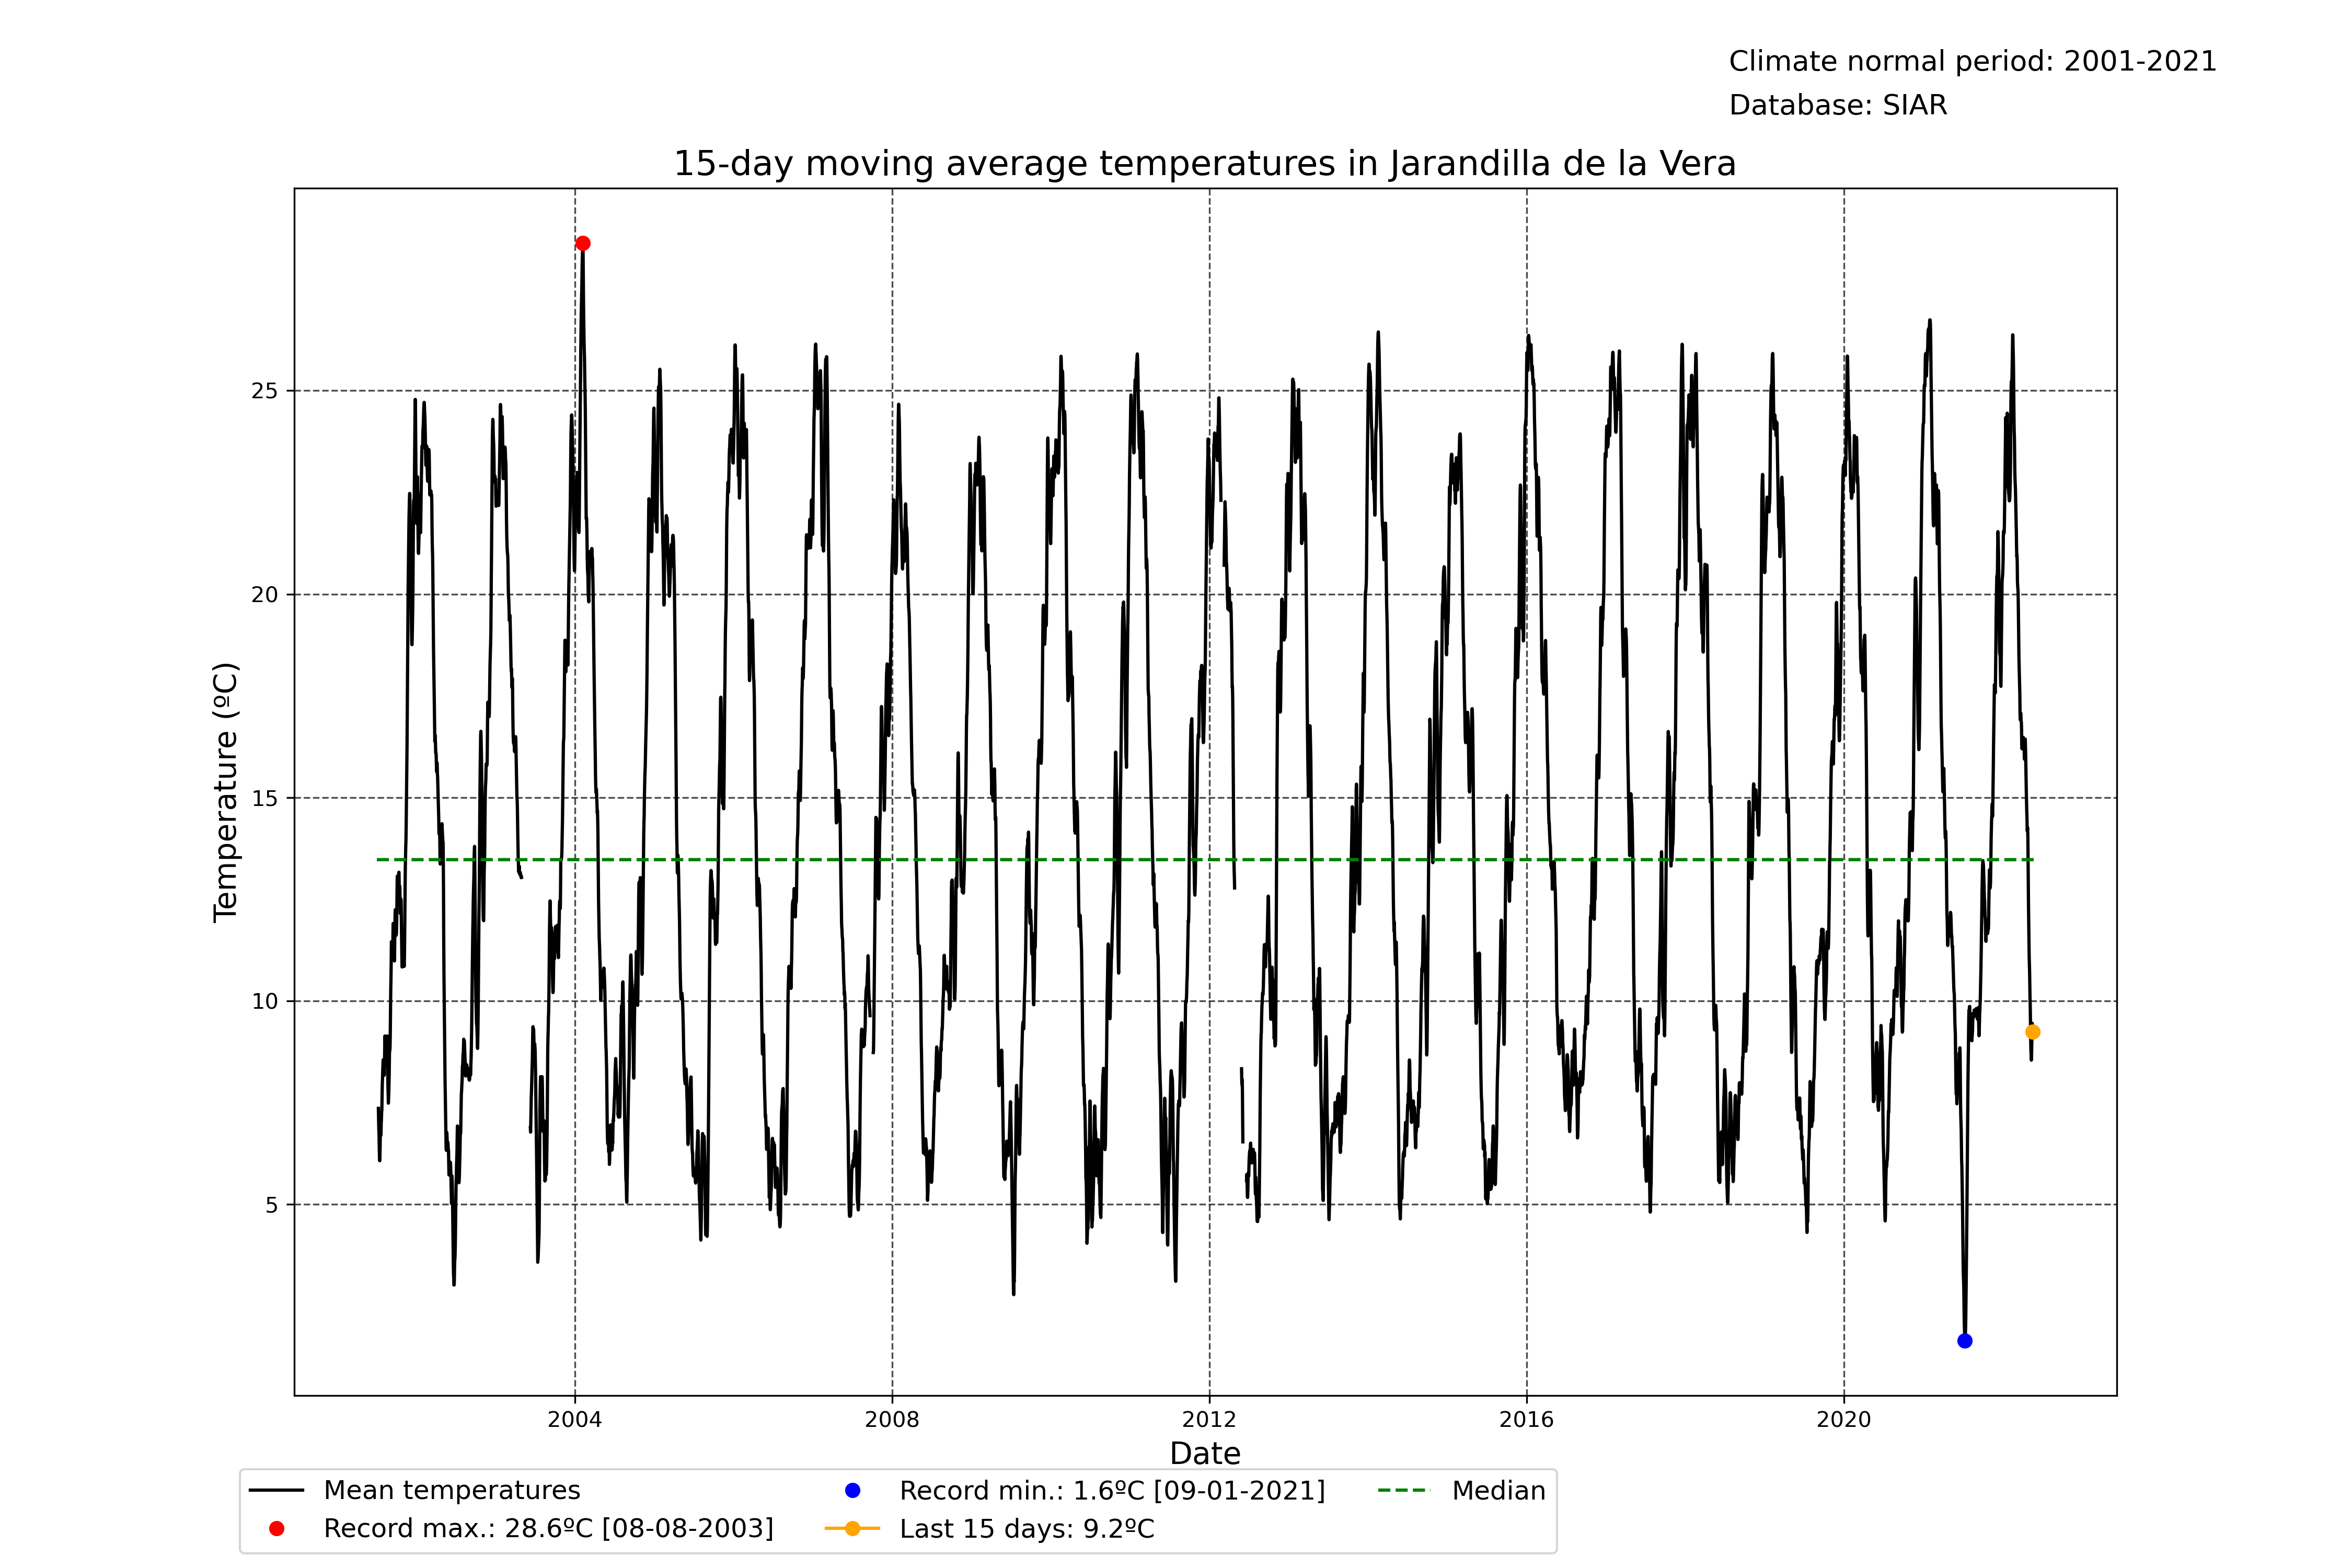 Climate normal period: 2001-2021
Database: SIAR
15-day moving average temperatures in Jarandilla de la Vera
Temperature (ºC)
25
20
15
10
5
2004
2008
2012
2016
2020
Date
Mean temperatures
Record max.: 28.6ºC [08-08-2003]
Record min.: 1.6ºC [09-01-2021]
Last 15 days: 9.2ºC
Median